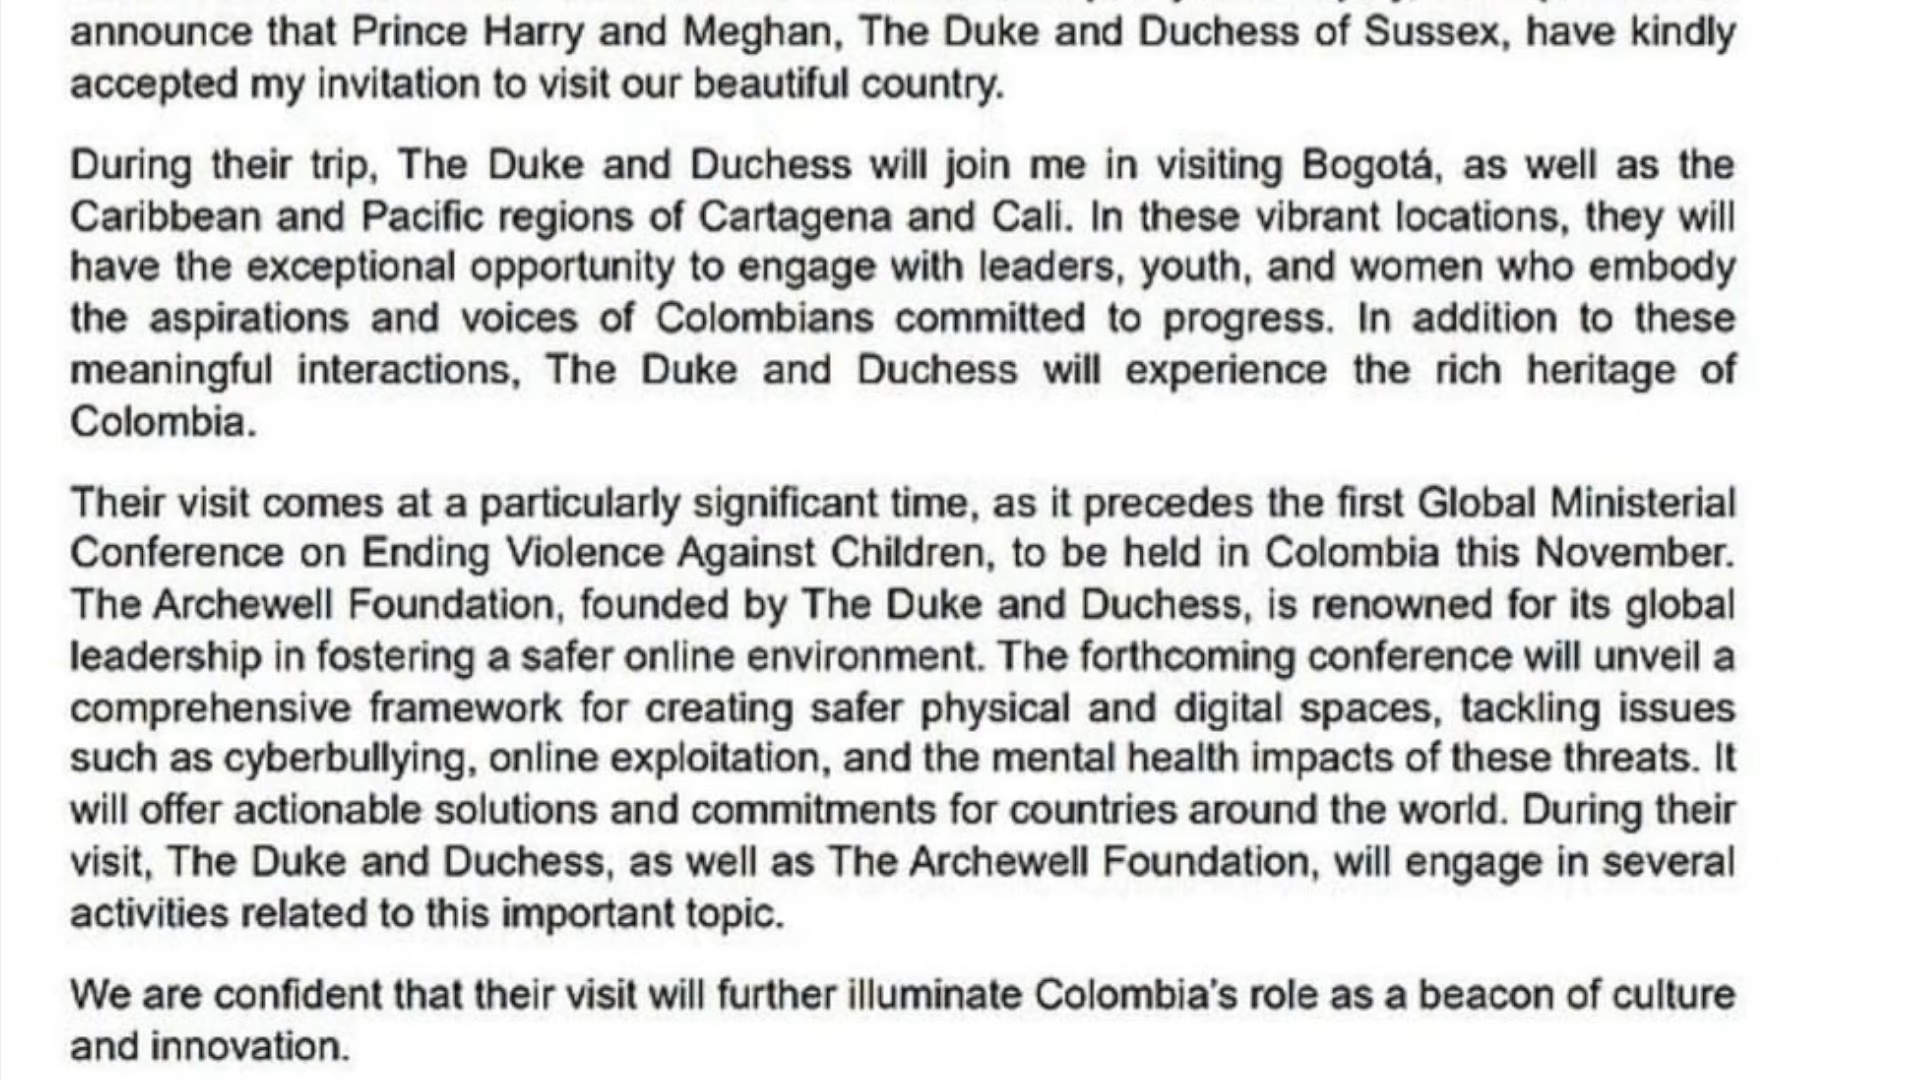 announce that Prince Harry and Meghan, The Duke and Duchess of Sussex, have kindly
accepted my invitation to visit our beautiful country.
During their trip, The Duke and Duchess will join me in visiting Bogotá, as well as the
Caribbean and Pacific regions of Cartagena and Cali. In these vibrant locations, they will
have the exceptional opportunity to engage with leaders, youth, and women who embody
the aspirations and voices of Colombians committed to progress. In addition to these
meaningful interactions, The Duke and Duchess will experience the rich heritage of
Colombia.
Their visit comes at a particularly significant time, as it precedes the first Global Ministerial
Conference on Ending Violence Against Children, to be held in Colombia this November.
The Archewell Foundation, founded by The Duke and Duchess, is renowned for its global
leadership in fostering a safer online environment. The forthcoming conference will unveil a
comprehensive framework for creating safer physical and digital spaces, tackling issues
such as cyberbullying, online exploitation, and the mental health impacts of these threats. It
will offer actionable solutions and commitments for countries around the world. During their
visit, The Duke and Duchess, as well as The Archewell Foundation, will engage in several
activities related to this important topic.
We are confident that their visit will further illuminate Colombia's role as a beacon of culture
and innovation.